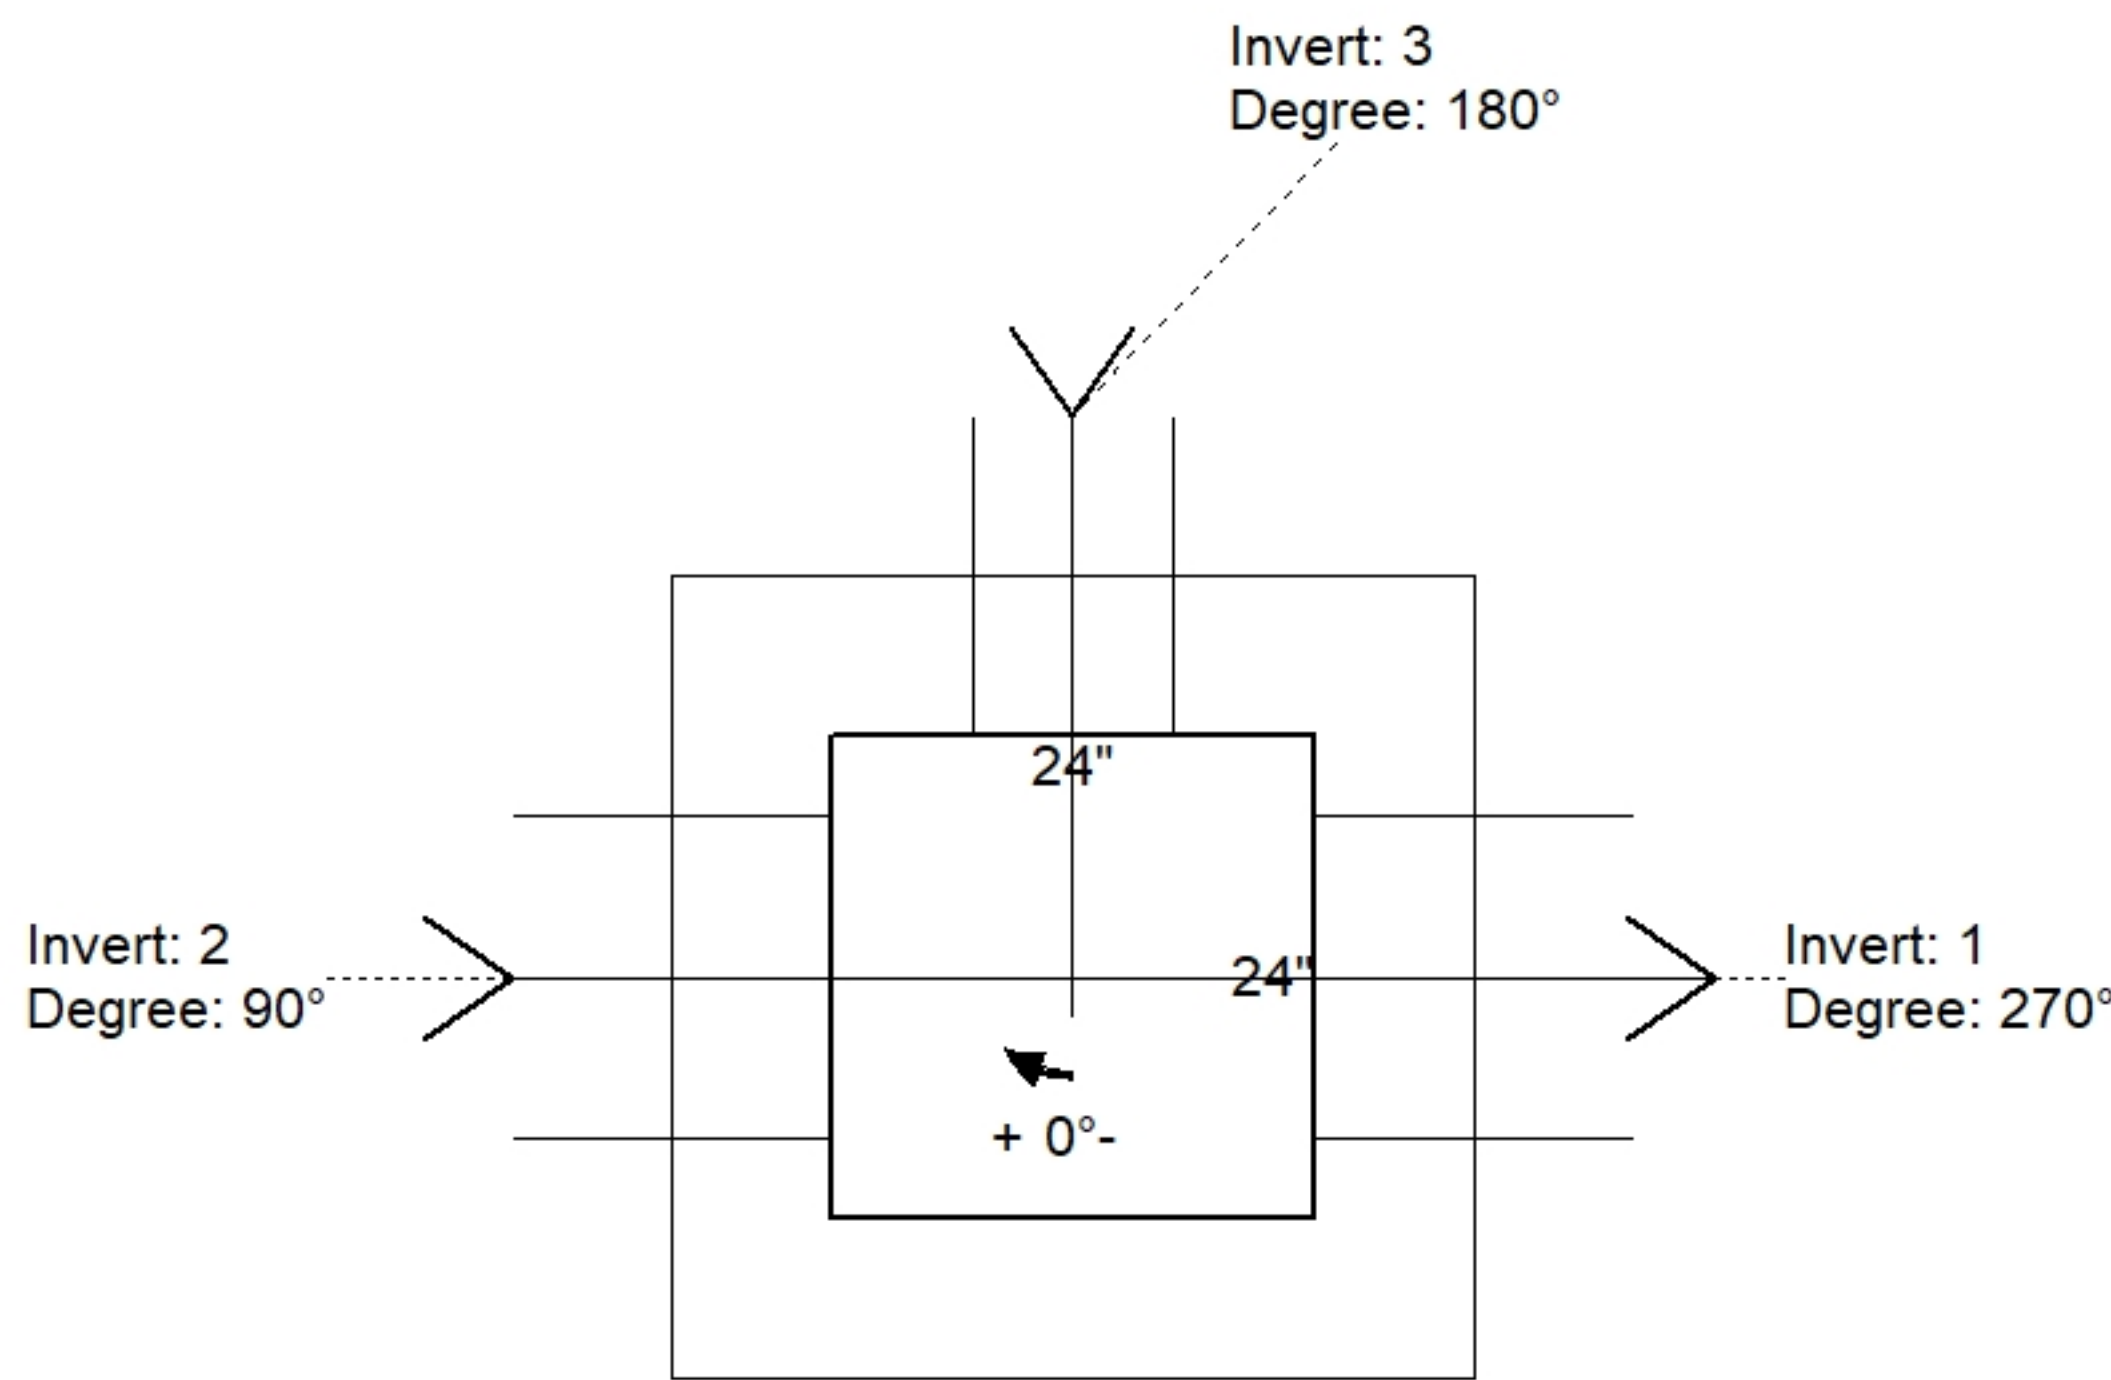 Invert: 3
Degree: 180°
24"
Invert: 2
Degree: 90°
24"
Invert: 1
Degree: 270°
+ 0°-